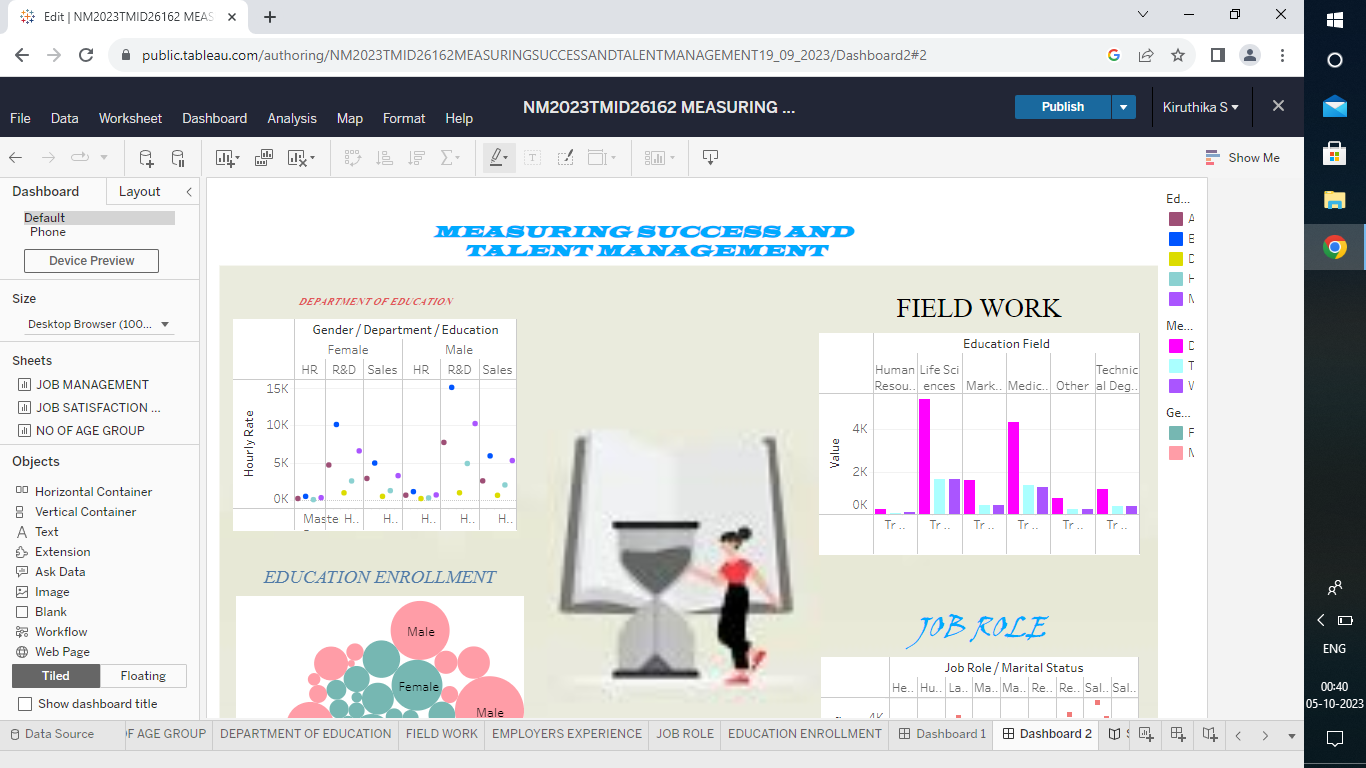 Edit | NM2023TMID26162 MEAS
public.tableau.com/authoring/NM2023TMID26162MEASURINGSUCCESSANDTALENTMANAGEMENT19_09_2023/Dashboard2#2
NM2023TMID26162 MEASURING ...
Publish
Kiruthika S
File Data Worksheet Dashboard Analysis Map Format Help
Show Me
Dashboard Layout
Default
Phone
Device Preview
Size
Desktop Browser (100...
Sheets
JOB MANAGEMENT
JOB SATISFACTION ...
NO OF AGE GROUP
Objects
Horizontal Container
Vertical Container
Text
Extension
Ask Data
Image
Blank
Workflow
Web Page
Tiled Floating
Show dashboard title
MEASURING SUCCESS AND
TALENT MANAGEMENT
DEPARTMENT OF EDUCATION
Gender / Department / Education
Female Male
HR R&D Sales HR R&D Sales
Hourly Rate
15K
10K
5K
0K
Maste H.. H.. H.. H.. H..
EDUCATION ENROLLMENT
Male
Female
Male
FIELD WORK
Education Field
Human Life Sci Technic
Resou.. ences Mark.. Medic.. Other al Deg..
Value
4K
2K
0K
Tr .. Tr .. Tr .. Tr .. Tr .. Tr ..
JOB ROLE
Job Role / Marital Status
He.. Hu.. La.. Ma.. Ma.. Re.. Re.. Sal.. Sal..
4K
Ed...
Me...
Ge...
Data Source
OF AGE GROUP DEPARTMENT OF EDUCATION FIELD WORK EMPLOYERS EXPERIENCE JOB ROLE EDUCATION ENROLLMENT Dashboard 1 Dashboard 2
ENG
00:40
05-10-2023